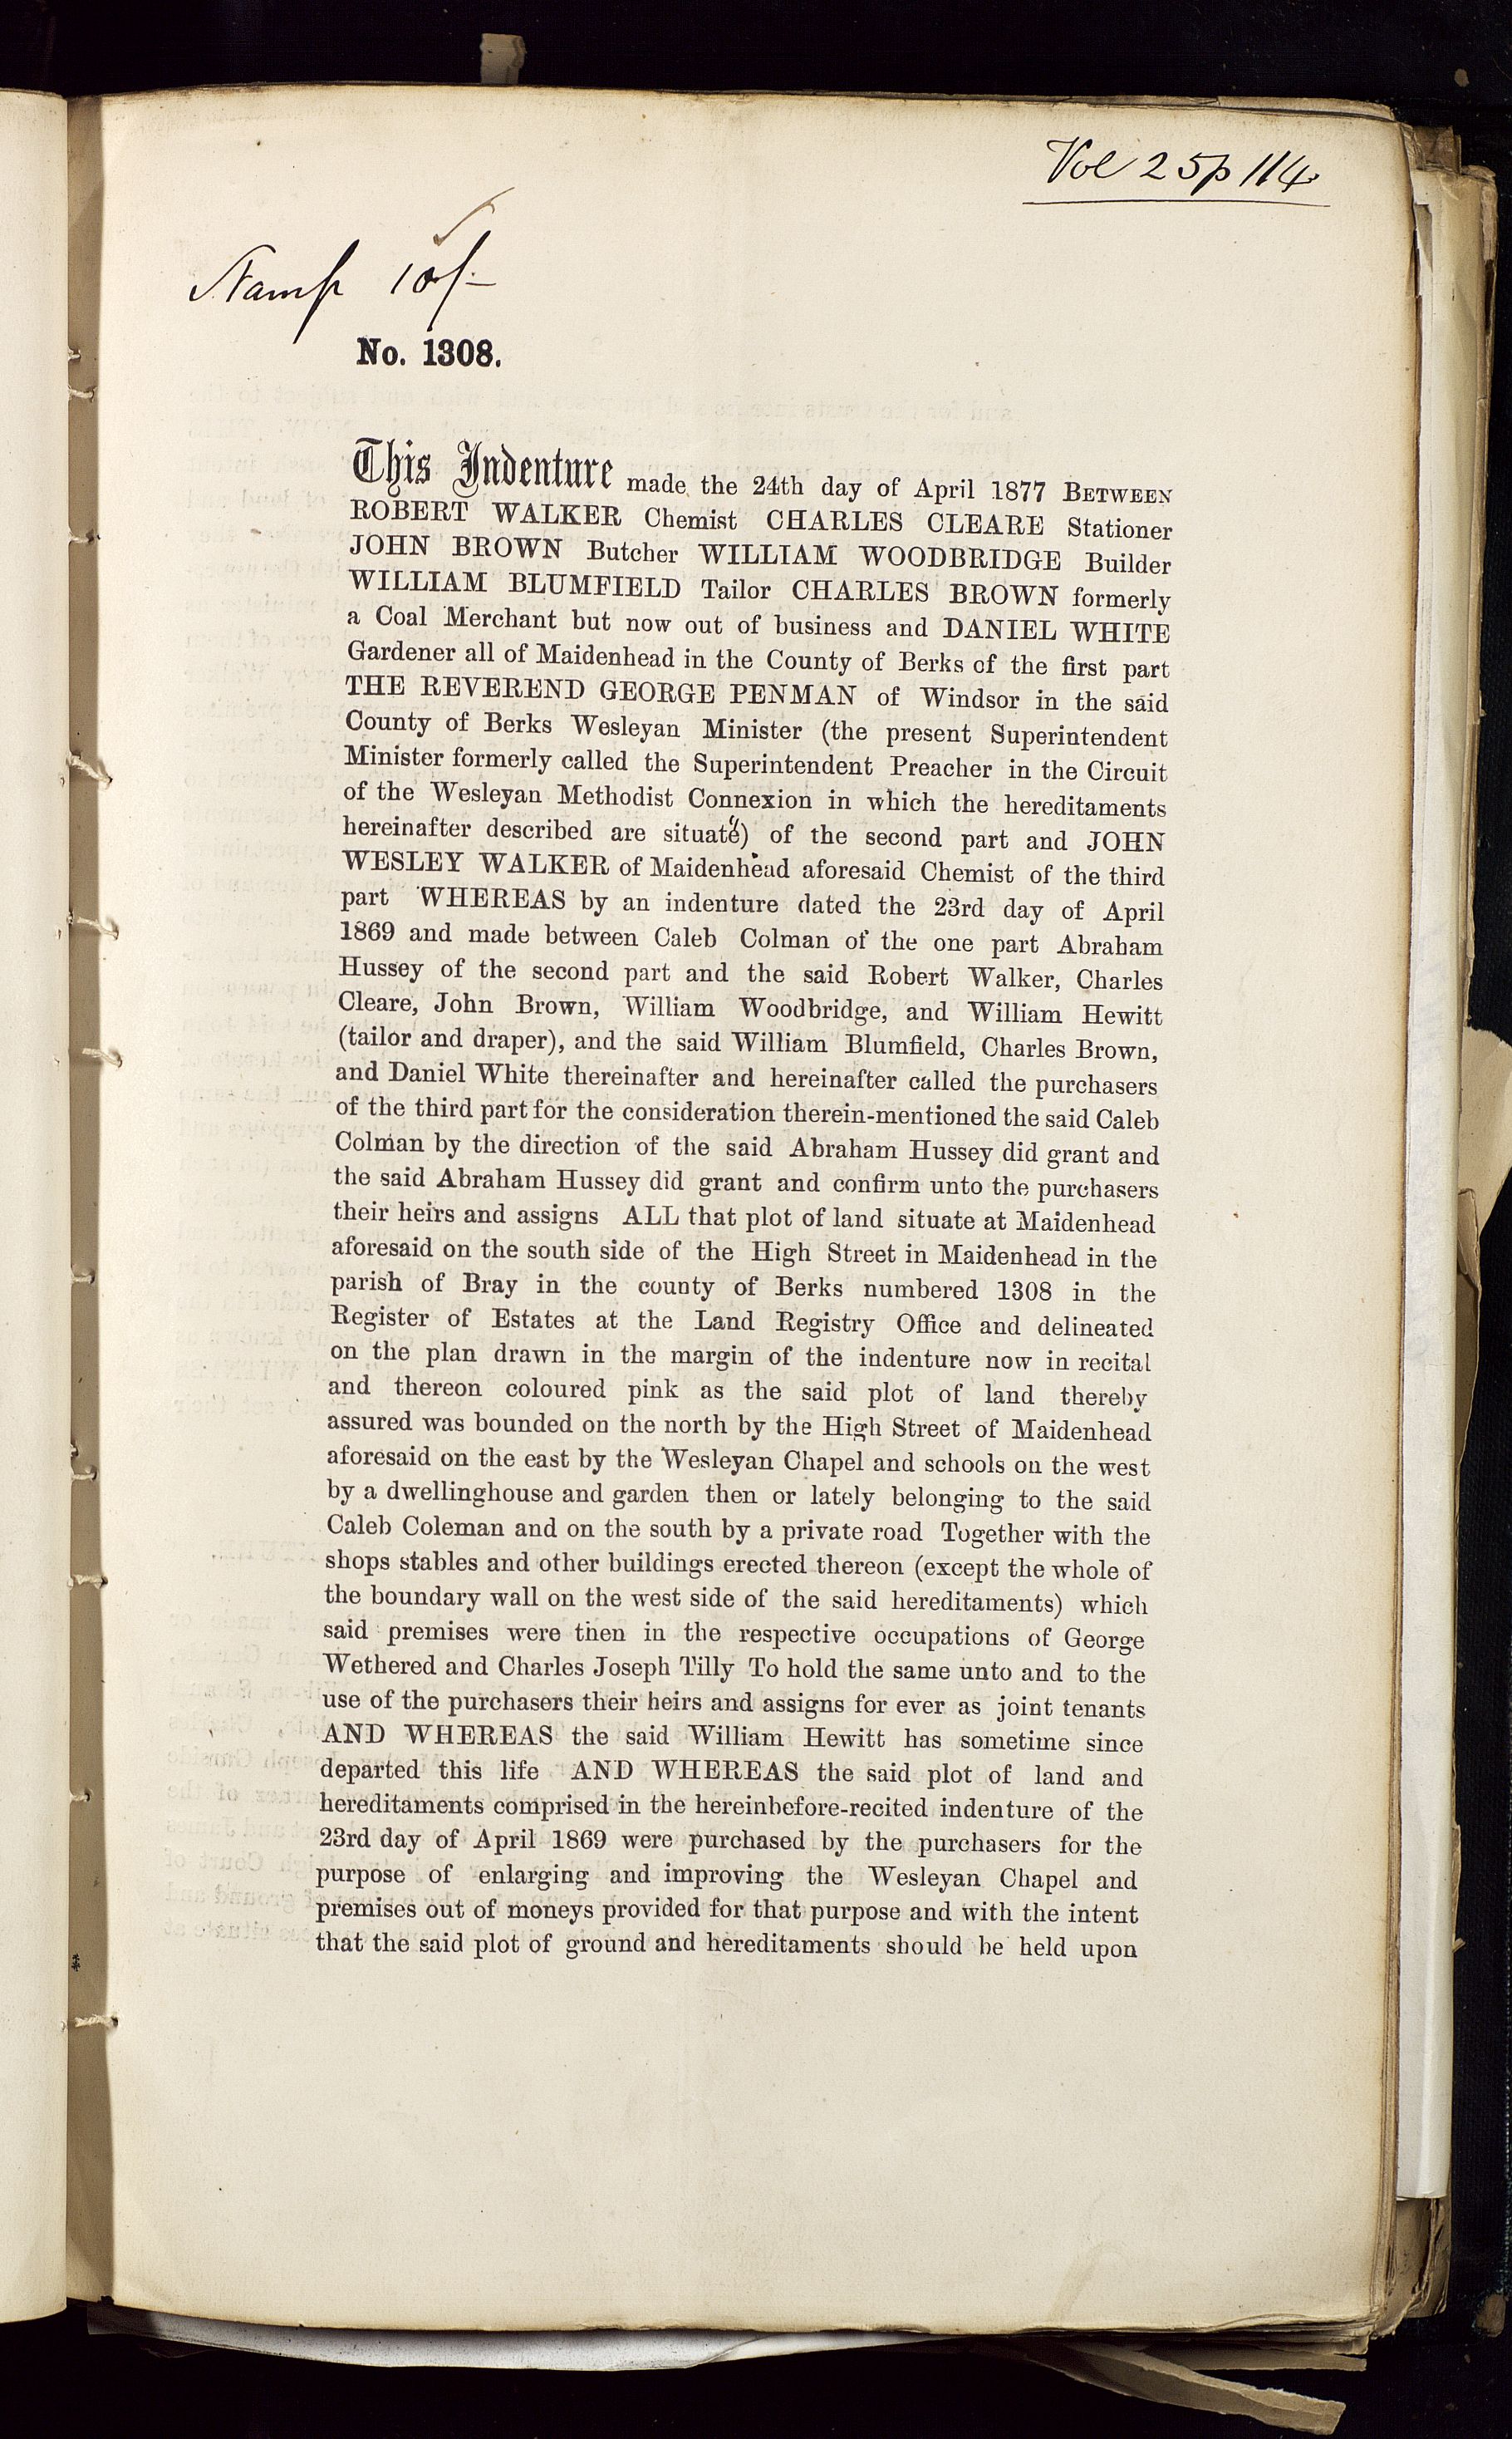 Vol 25 p 114
Stamp 10/-
No. 1308.
This Indenture made the 24th day of April 1877 BETWEEN
ROBERT WALKER Chemist CHARLES CLEARE Stationer
JOHN BROWN Butcher WILLIAM WOODBRIDGE Builder
WILLIAM BLUMFIELD Tailor CHARLES BROWN formerly
a Coal Merchant but now out of business and DANIEL WHITE
Gardener all of Maidenhead in the County of Berks of the first part
THE REVEREND GEORGE PENMAN of Windsor in the said
County of Berks Wesleyan Minister (the present Superintendent
Minister formerly called the Superintendent Preacher in the Circuit
of the Wesleyan Methodist Connexion in which the hereditaments
hereinafter described are situate) of the second part and JOHN
WESLEY WALKER of Maidenhead aforesaid Chemist of the third
part WHEREAS by an indenture dated the 23rd day of April
1869 and made between Caleb Colman of the one part Abraham
Hussey of the second part and the said Robert Walker, Charles
Cleare, John Brown, William Woodbridge, and William Hewitt
(tailor and draper), and the said William Blumfield, Charles Brown,
and Daniel White thereinafter and hereinafter called the purchasers
of the third part for the consideration therein-mentioned the said Caleb
Colman by the direction of the said Abraham Hussey did grant and
the said Abraham Hussey did grant and confirm unto the purchasers
their heirs and assigns ALL that plot of land situate at Maidenhead
aforesaid on the south side of the High Street in Maidenhead in the
parish of Bray in the county of Berks numbered 1308 in the
Register of Estates at the Land Registry Office and delineated
on the plan drawn in the margin of the indenture now in recital
and thereon coloured pink as the said plot of land thereby
assured was bounded on the north by the High Street of Maidenhead
aforesaid on the east by the Wesleyan Chapel and schools on the west
by a dwellinghouse and garden then or lately belonging to the said
Caleb Coleman and on the south by a private road Together with the
shops stables and other buildings erected thereon (except the whole of
the boundary wall on the west side of the said hereditaments) which
said premises were then in the respective occupations of George
Wethered and Charles Joseph Tilly To hold the same unto and to the
use of the purchasers their heirs and assigns for ever as joint tenants
AND WHEREAS the said William Hewitt has sometime since
departed this life AND WHEREAS the said plot of land and
hereditaments comprised in the hereinbefore-recited indenture of the
23rd day of April 1869 were purchased by the purchasers for the
purpose of enlarging and improving the Wesleyan Chapel and
premises out of moneys provided for that purpose and with the intent
that the said plot of ground and hereditaments should be held upon